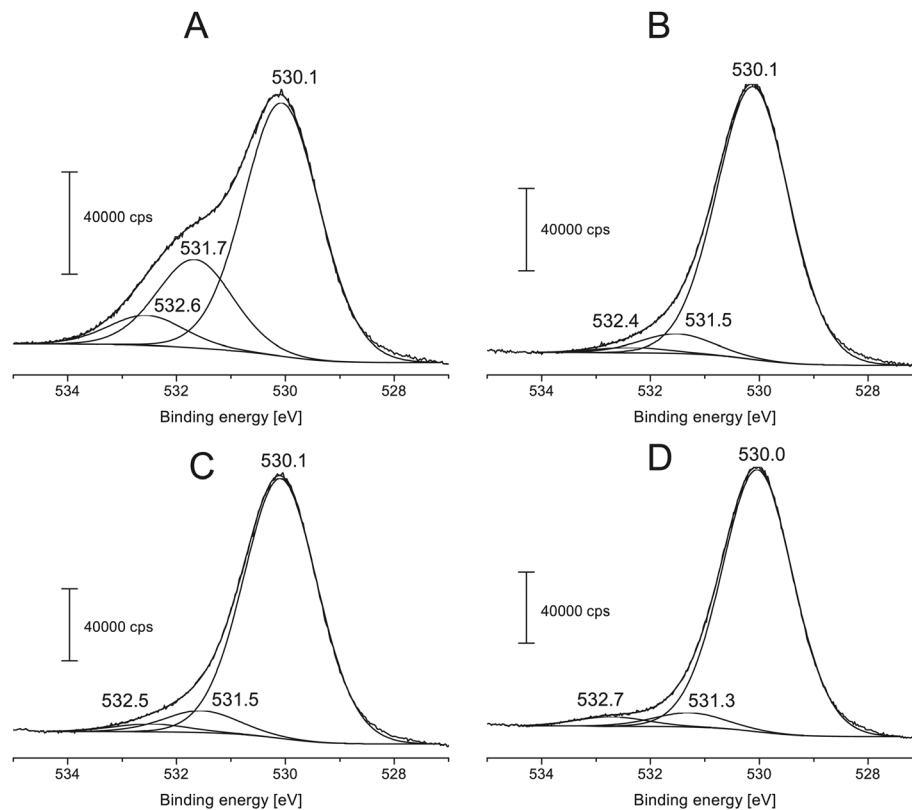 A
530.1
40000 cps
531.7
532.6
534
532
530
528
Binding energy [eV]
B
530.1
40000 cps
532.4
531.5
534
532
530
528
Binding energy [eV]
C
530.1
40000 cps
532.5
531.5
534
532
530
528
Binding energy [eV]
D
530.0
40000 cps
532.7
531.3
534
532
530
528
Binding energy [eV]